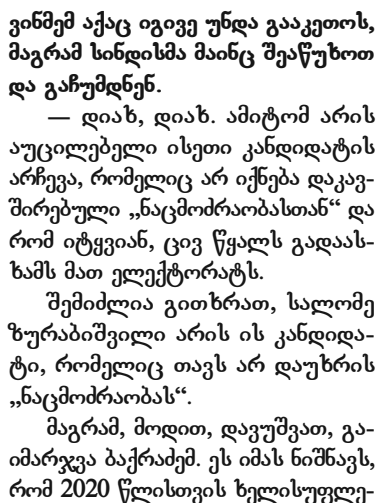 ვინმემ აქაც იგივე უნდა გააკეთოს,
მაგრამ სინდისმა მაინც შეაწუხოთ
და გაჩუმდნენ.
— დიახ, დიახ. ამიტომ არის
აუცილებელი ისეთი კანდიდატის
არჩევა, რომელიც არ იქნება დაკავ-
შირებული „ნაცმოძრაობასთან“ და
რომ იტყვიან, ცივ წყალს გადაას-
ხამს მათ ელექტორატს.
შემიძლია გითხრათ, სალომე
ზურაბიშვილი არის ის კანდიდა-
ტი, რომელიც თავს არ დაუხრის
„ნაცმოძრაობას“.
მაგრამ, მოდით, დავუშვათ, გა-
იმარჯვა ბაქრაძემ. ეს იმას ნიშნავს,
რომ 2020 წლისთვის ხელისუფლე-